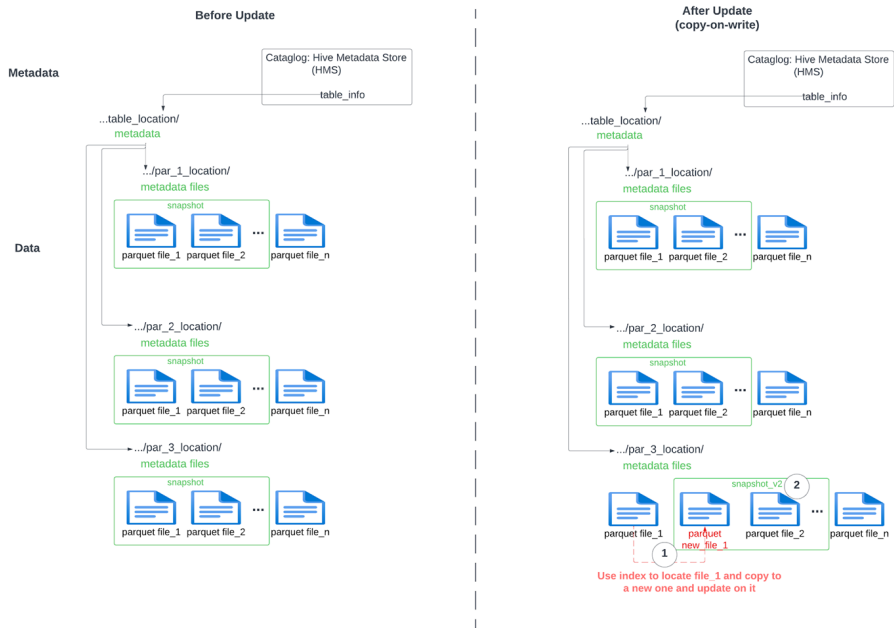 Before Update
After Update
(copy-on-write)
Metadata
Cataglog: Hive Metadata Store
(HMS)
table_info
...table_location/
metadata
.../par_1_location/
metadata files
snapshot
parquet file_1
parquet file_2
...
parquet file_n
Data
.../par_2_location/
metadata files
snapshot
parquet file_1
parquet file_2
...
parquet file_n
.../par_3_location/
metadata files
snapshot
parquet file_1
parquet file_2
...
parquet file_n
Cataglog: Hive Metadata Store
(HMS)
table_info
...table_location/
metadata
.../par_1_location/
metadata files
snapshot
parquet file_1
parquet file_2
...
parquet file_n
.../par_2_location/
metadata files
snapshot
parquet file_1
parquet file_2
...
parquet file_n
.../par_3_location/
metadata files
snapshot_v2
2
parquet file_1
parquet
new_file_1
parquet file_2
...
parquet file_n
1
Use index to locate file_1 and copy to
a new one and update on it